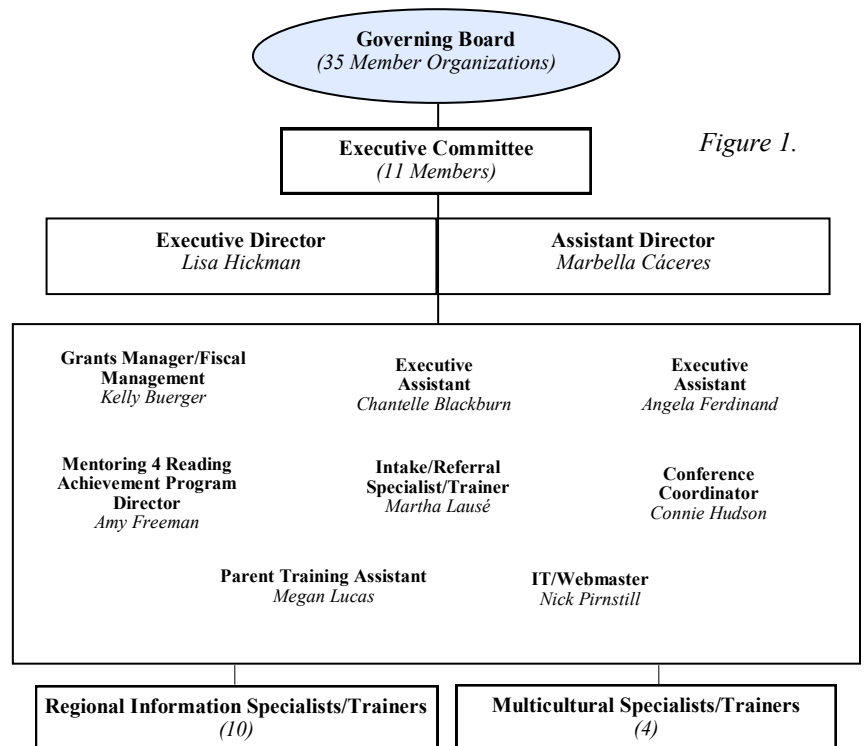 Governing Board
(35 Member Organizations)
Executive Committee
(11 Members)
Figure 1.
Executive Director
Lisa Hickman
Assistant Director
Marbella Cáceres
Grants Manager/Fiscal
Management
Kelly Buerger
Executive
Assistant
Chantelle Blackburn
Executive
Assistant
Angela Ferdinand
Mentoring 4 Reading
Achievement Program
Director
Amy Freeman
Intake/Referral
Specialist/Trainer
Martha Lausé
Conference
Coordinator
Connie Hudson
Parent Training Assistant
Megan Lucas
IT/Webmaster
Nick Pirnstill
Regional Information Specialists/Trainers
(10)
Multicultural Specialists/Trainers
(4)